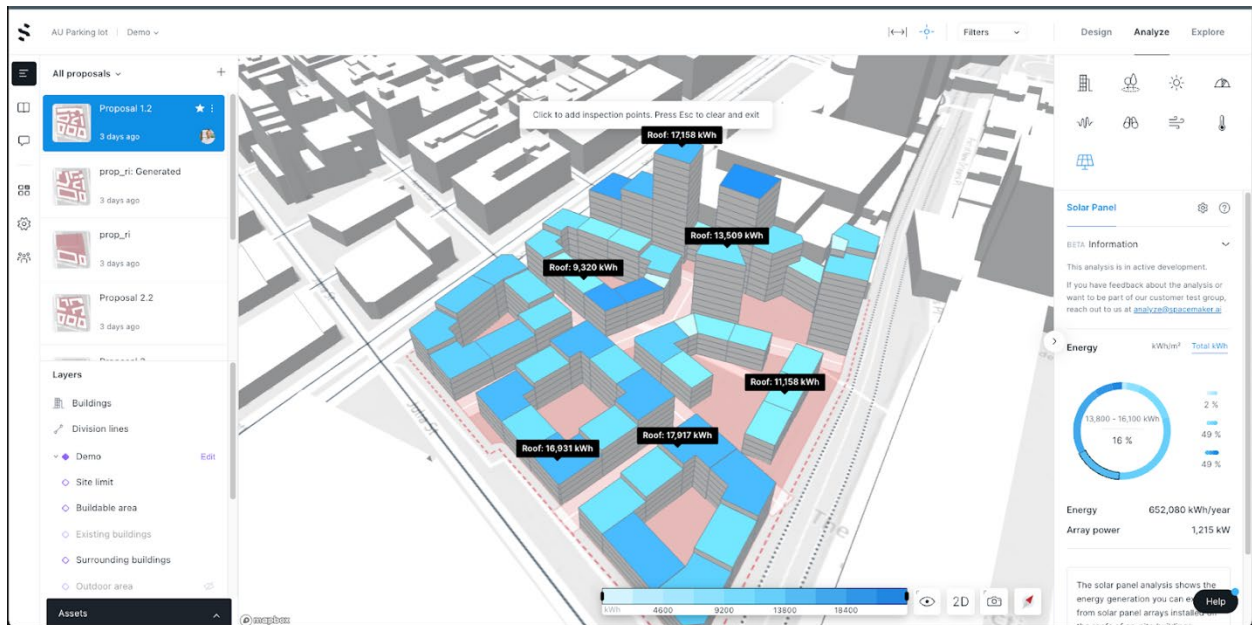 AU Parking lot
Demo
Filters
Design Analyze Explore
All proposals
Proposal 1.2
3 days ago
prop_ri: Generated
3 days ago
prop_ri
3 days ago
Proposal 2.2
3 days ago
Layers
Buildings
Division lines
Demo Edit
Site limit
Buildable area
Existing buildings
Surrounding buildings
Outdoor area
Assets
Click to add inspection points. Press Esc to clear and exit
Roof: 17,158 kWh
Roof: 13,509 kWh
Roof: 9,320 kWh
Roof: 11,158 kWh
Roof: 17,917 kWh
Roof: 16,931 kWh
The
kWh 4600 9200 13800 18400
2D
mapbox
Solar Panel
BETA Information
This analysis is in active development.
If you have feedback about the analysis or
want to be part of our customer test group,
reach out to us at analyze@spacemaker.ai
Energy kWh/m² Total kWh
13,800 - 16,100 kWh
16 %
2 %
49 %
49 %
Energy 652,080 kWh/year
Array power 1,215 kW
The solar panel analysis shows the
energy generation you can
from solar panel arrays installed
Help